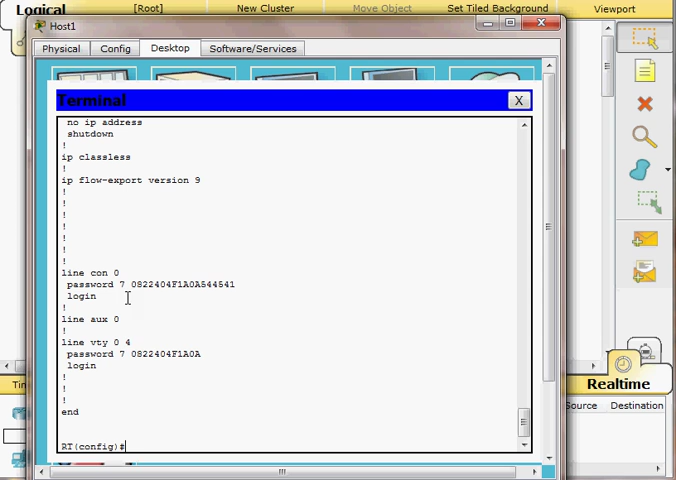 Logical
[Root]
New Cluster
Move Object
Set Tiled Background
Viewport
Host1
Physical
Config
Desktop
Software/Services
Terminal
X
no ip address
shutdown
!
ip classless
!
ip flow-export version 9
!
!
!
!
!
!
!
line con 0
password 7 0822404F1A0A544541
login
!
line aux 0
!
line vty 0 4
password 7 0822404F1A0A
login
!
!
!
end
RT(config)#
Realtime
Source
Destination